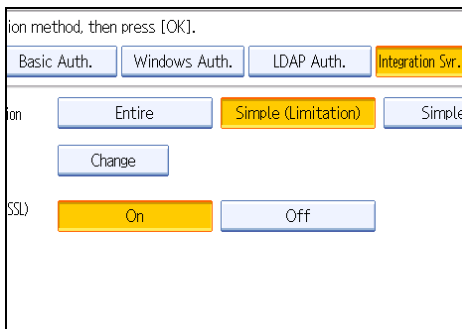 ion method, then press [OK].
Basic Auth. Windows Auth. LDAP Auth. Integration Svr.
ion Entire Simple (Limitation) Simple
Change
SSL) On Off